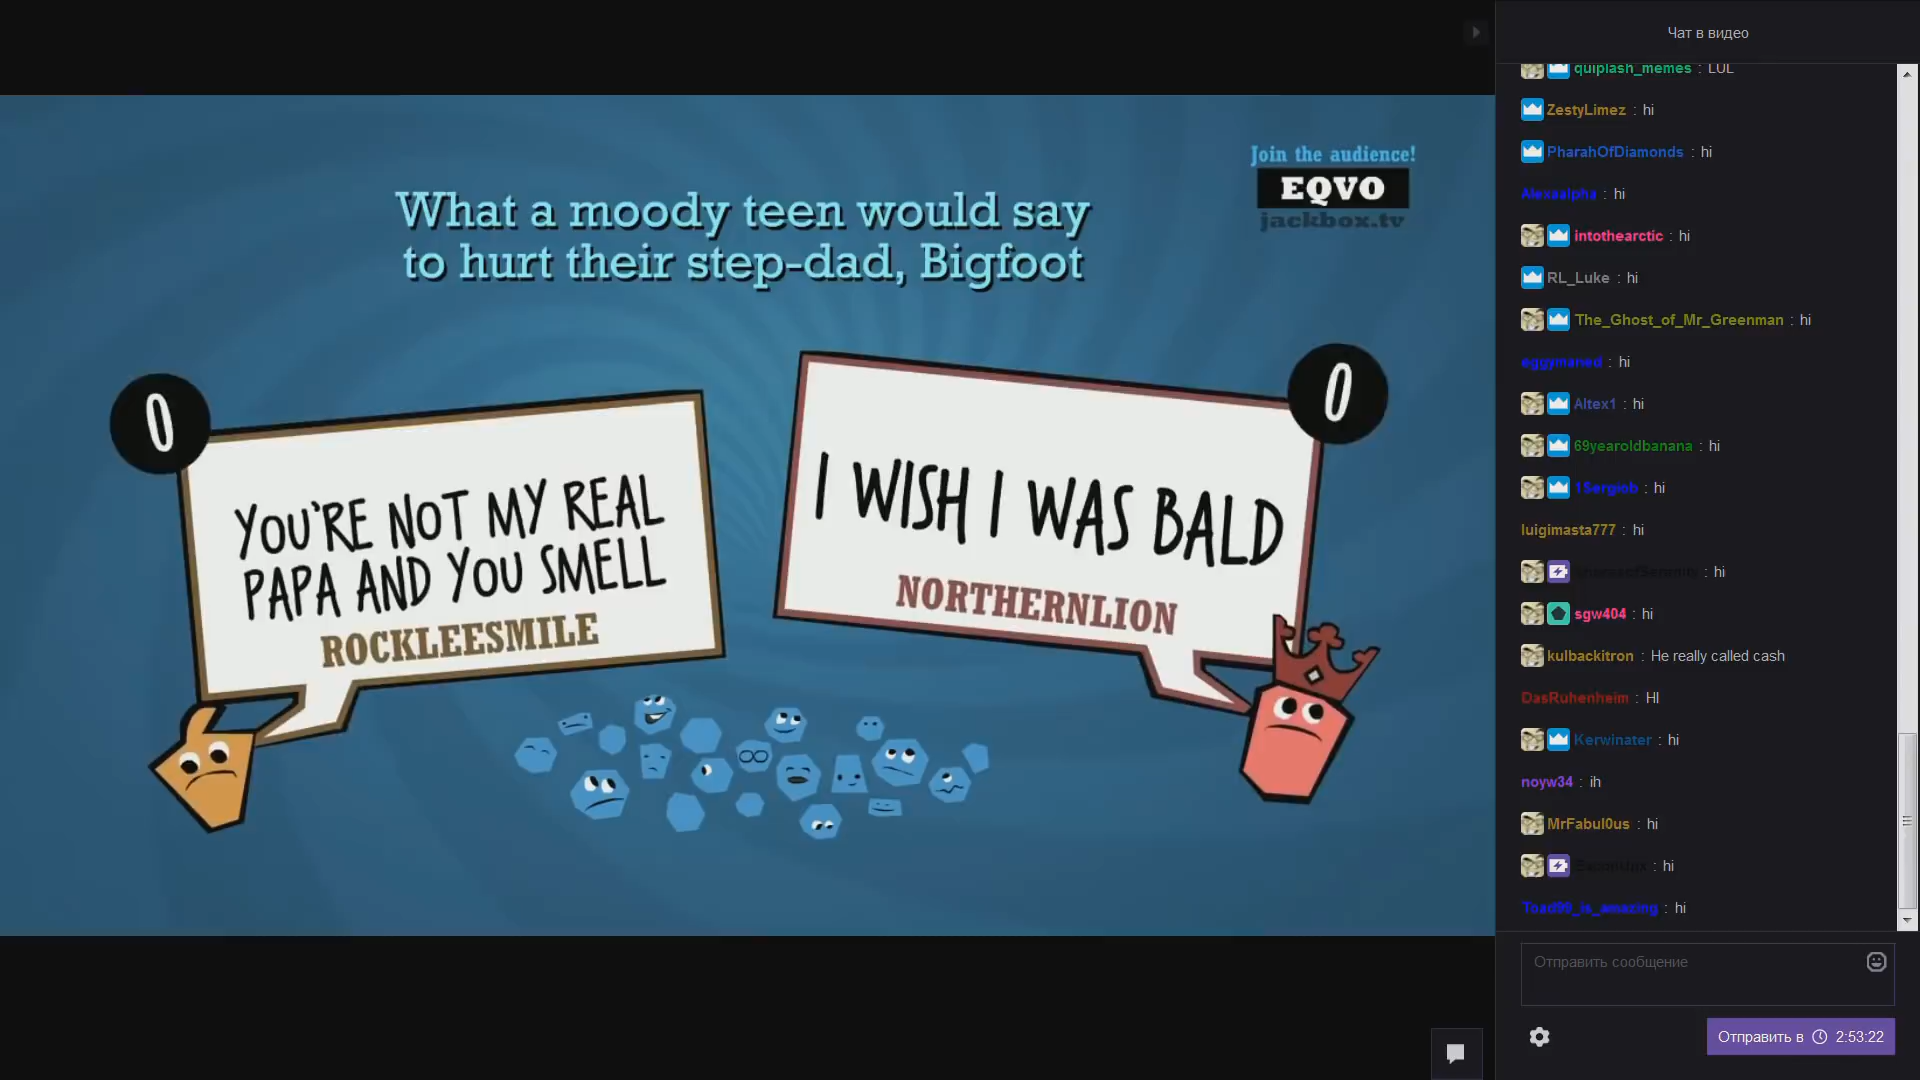 What a moody teen would say
to hurt their step-dad, Bigfoot
Join the audience!
EQVO
jackbox.tv
0
YOU'RE NOT MY REAL
PAPA AND YOU SMELL
ROCKLEESMILE
0
I WISH I WAS BALD
NORTHERNLION
Чат в видео
quiplash_memes : LUL
ZestyLimez : hi
PharahOfDiamonds : hi
Alexaalpha : hi
intothearctic : hi
RL_Luke : hi
The_Ghost_of_Mr_Greenman : hi
eggymaned : hi
Altex1 : hi
69yearoldbanana : hi
1Sergiob : hi
luigimasta777 : hi
: hi
sgw404 : hi
kulbackitron : He really called cash
DasRuhenheim : HI
Kerwinater : hi
noyw34 : ih
MrFabul0us : hi
: hi
Toad99_is_amazing : hi
Отправить сообщение
Отправить в 2:53:22